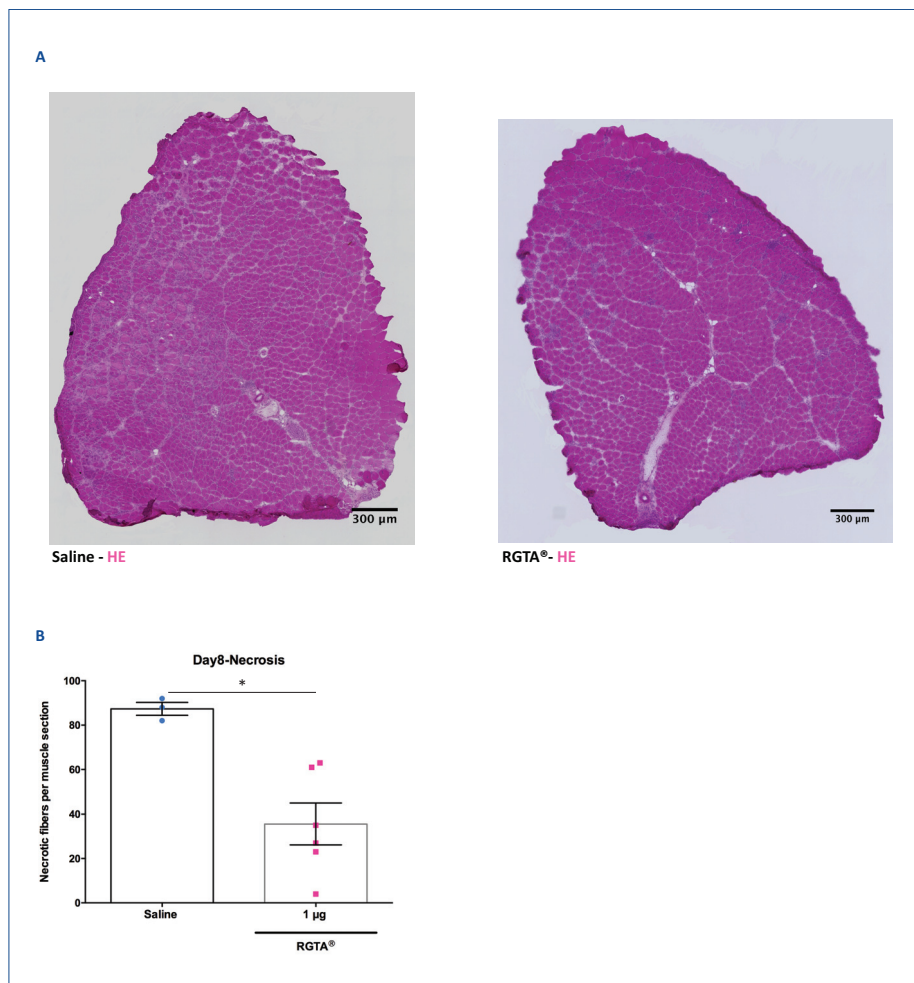 A
300 µm
300 µm
Saline - HE
RGTA®- HE
B
Day8-Necrosis
*
Necrotic fibers per muscle section
100
80
60
40
20
0
Saline
1 µg
RGTA®